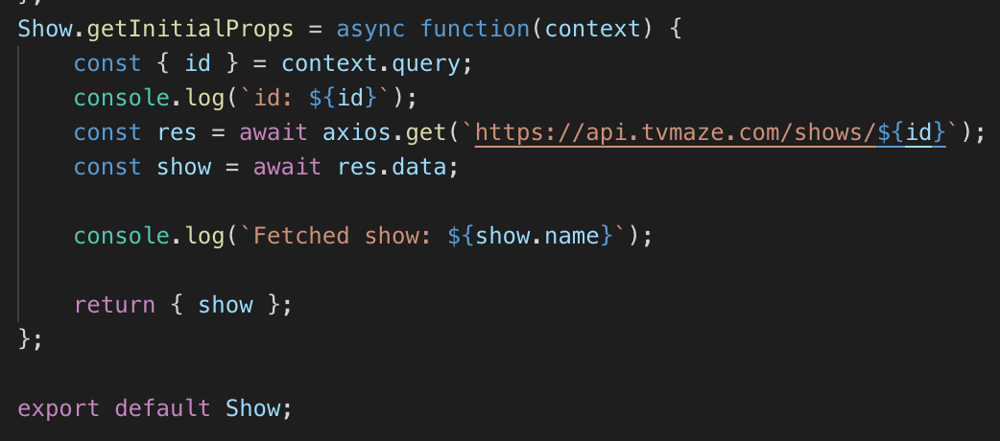 };
Show.getInitialProps = async function(context) {
    const { id } = context.query;
    console.log(`id: ${id}`);
    const res = await axios.get(`https://api.tvmaze.com/shows/${id}`);
    const show = await res.data;

    console.log(`Fetched show: ${show.name}`);

    return { show };
};

export default Show;